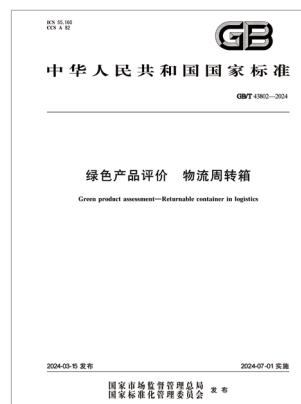 ICS 55.160
CCS A 82
GB
中华人民共和国国家标准
GB/T 43802—2024
绿色产品评价 物流周转箱
Green product assessment—Returnable container in logistics
2024-03-15 发布
2024-07-01 实施
国家市场监督管理总局
国家标准化管理委员会 发布